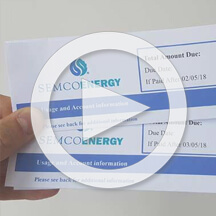 SEMCOENERGY
Total Amount Due:
Due Date
If Paid After 02/05/18
Usage and Account information
Please see back for additional
SEMCOENERGY
Total Amount Due:
Due Date
If Paid After 03/05/18
Usage and Account information
Please see back for additional information